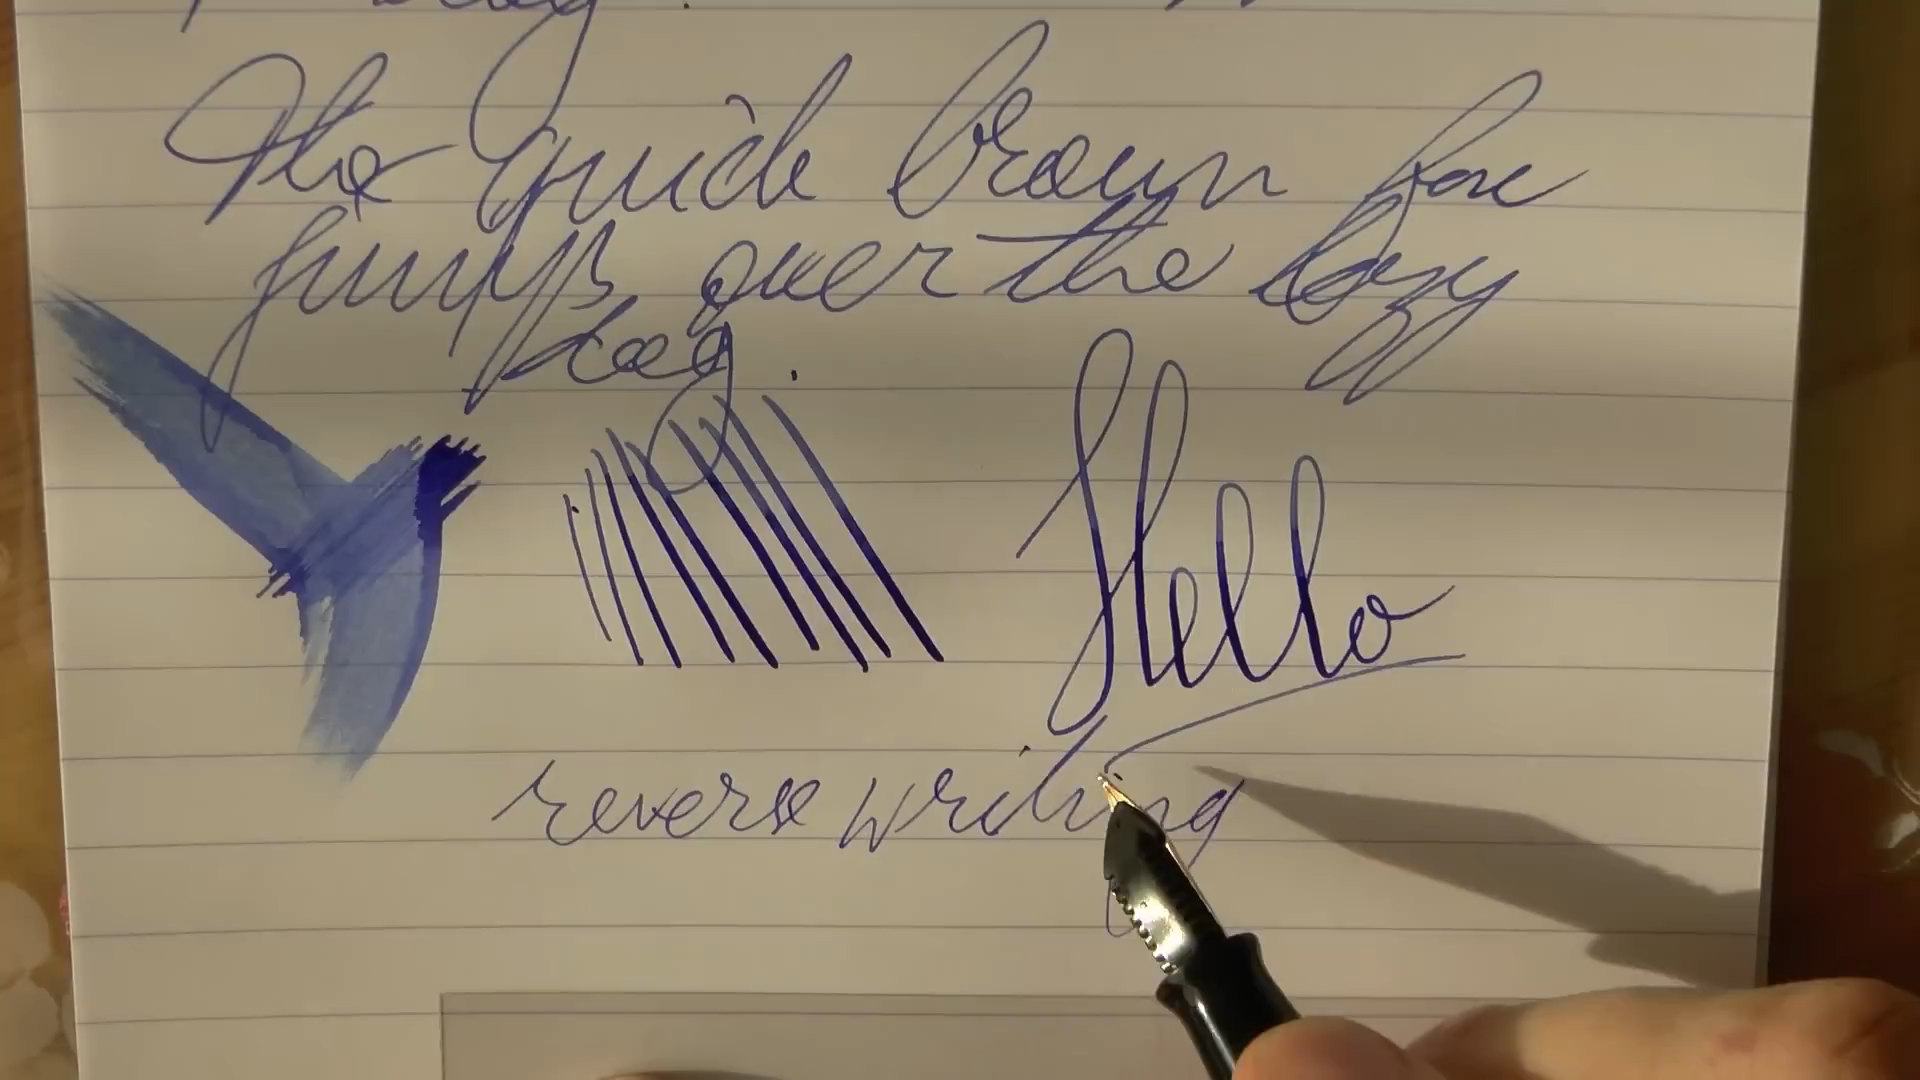 The quick brown fox
jumps over the lazy
dog.
Hello
reverse writing